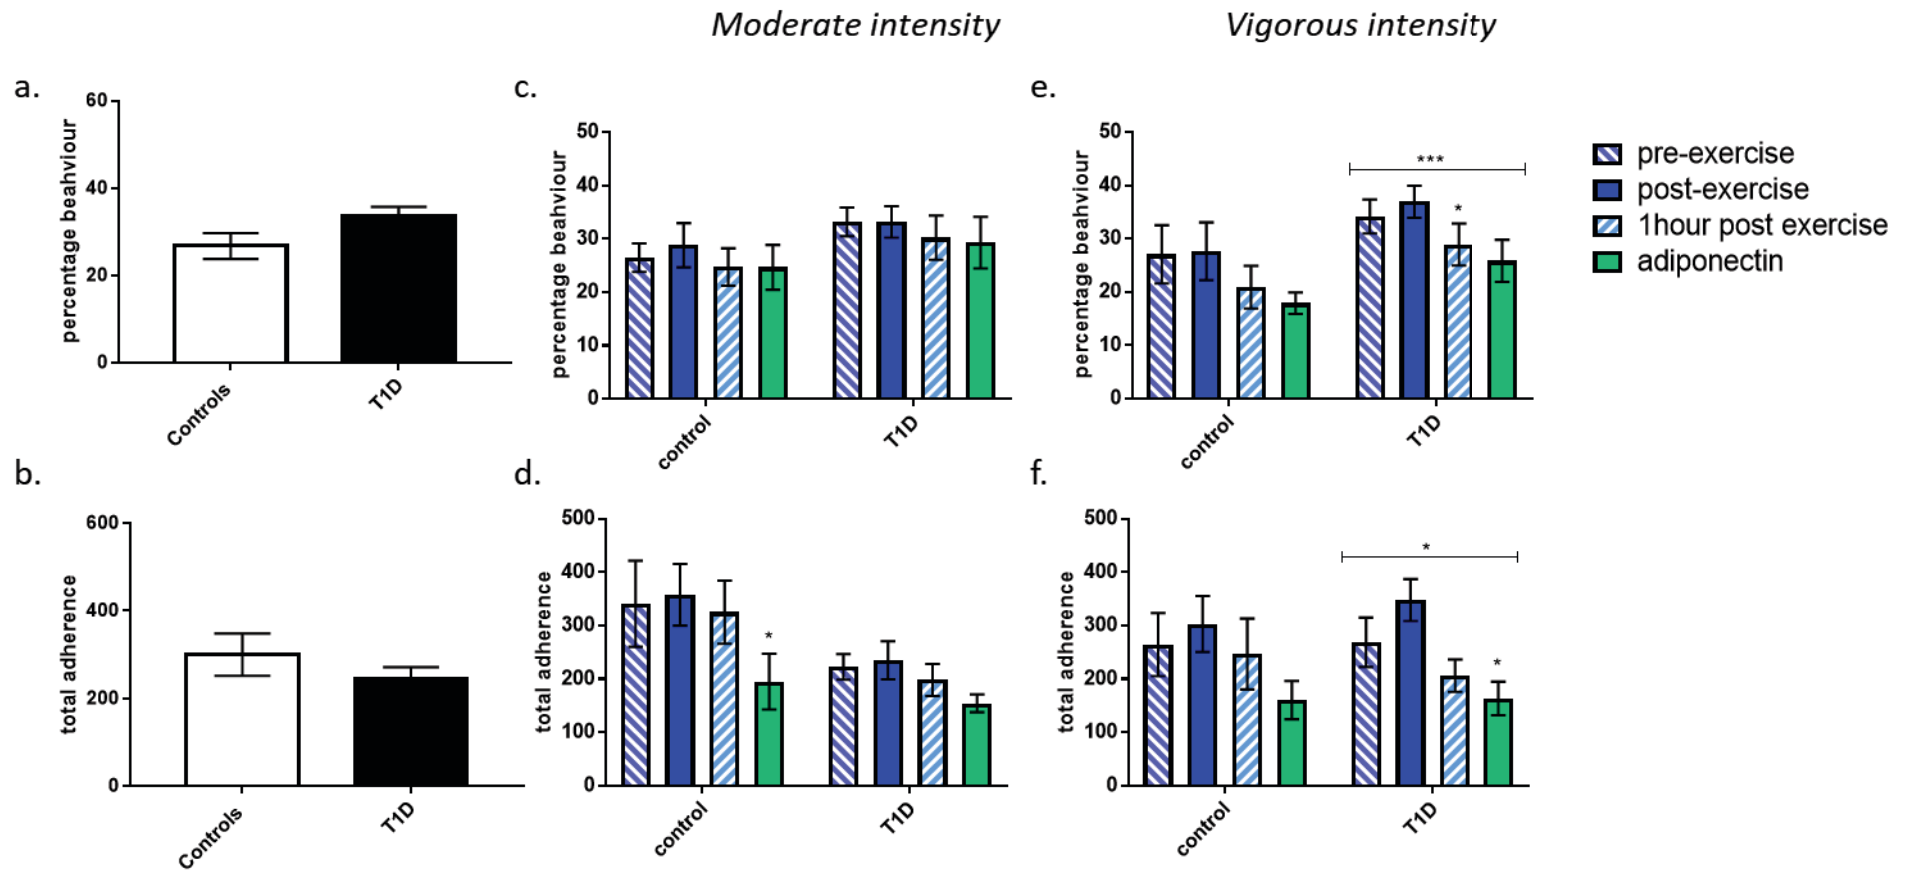 Moderate intensity
Vigorous intensity
a.
60
40
20
0
percentage beahviour
Controls
T1D
c.
50
40
30
20
10
0
percentage beahviour
control
T1D
e.
50
40
30
20
10
0
percentage beahviour
***
*
control
T1D
pre-exercise
post-exercise
1hour post exercise
adiponectin
b.
600
400
200
0
total adherence
Controls
T1D
d.
500
400
300
200
100
0
total adherence
*
control
T1D
f.
500
400
300
200
100
0
total adherence
*
*
control
T1D